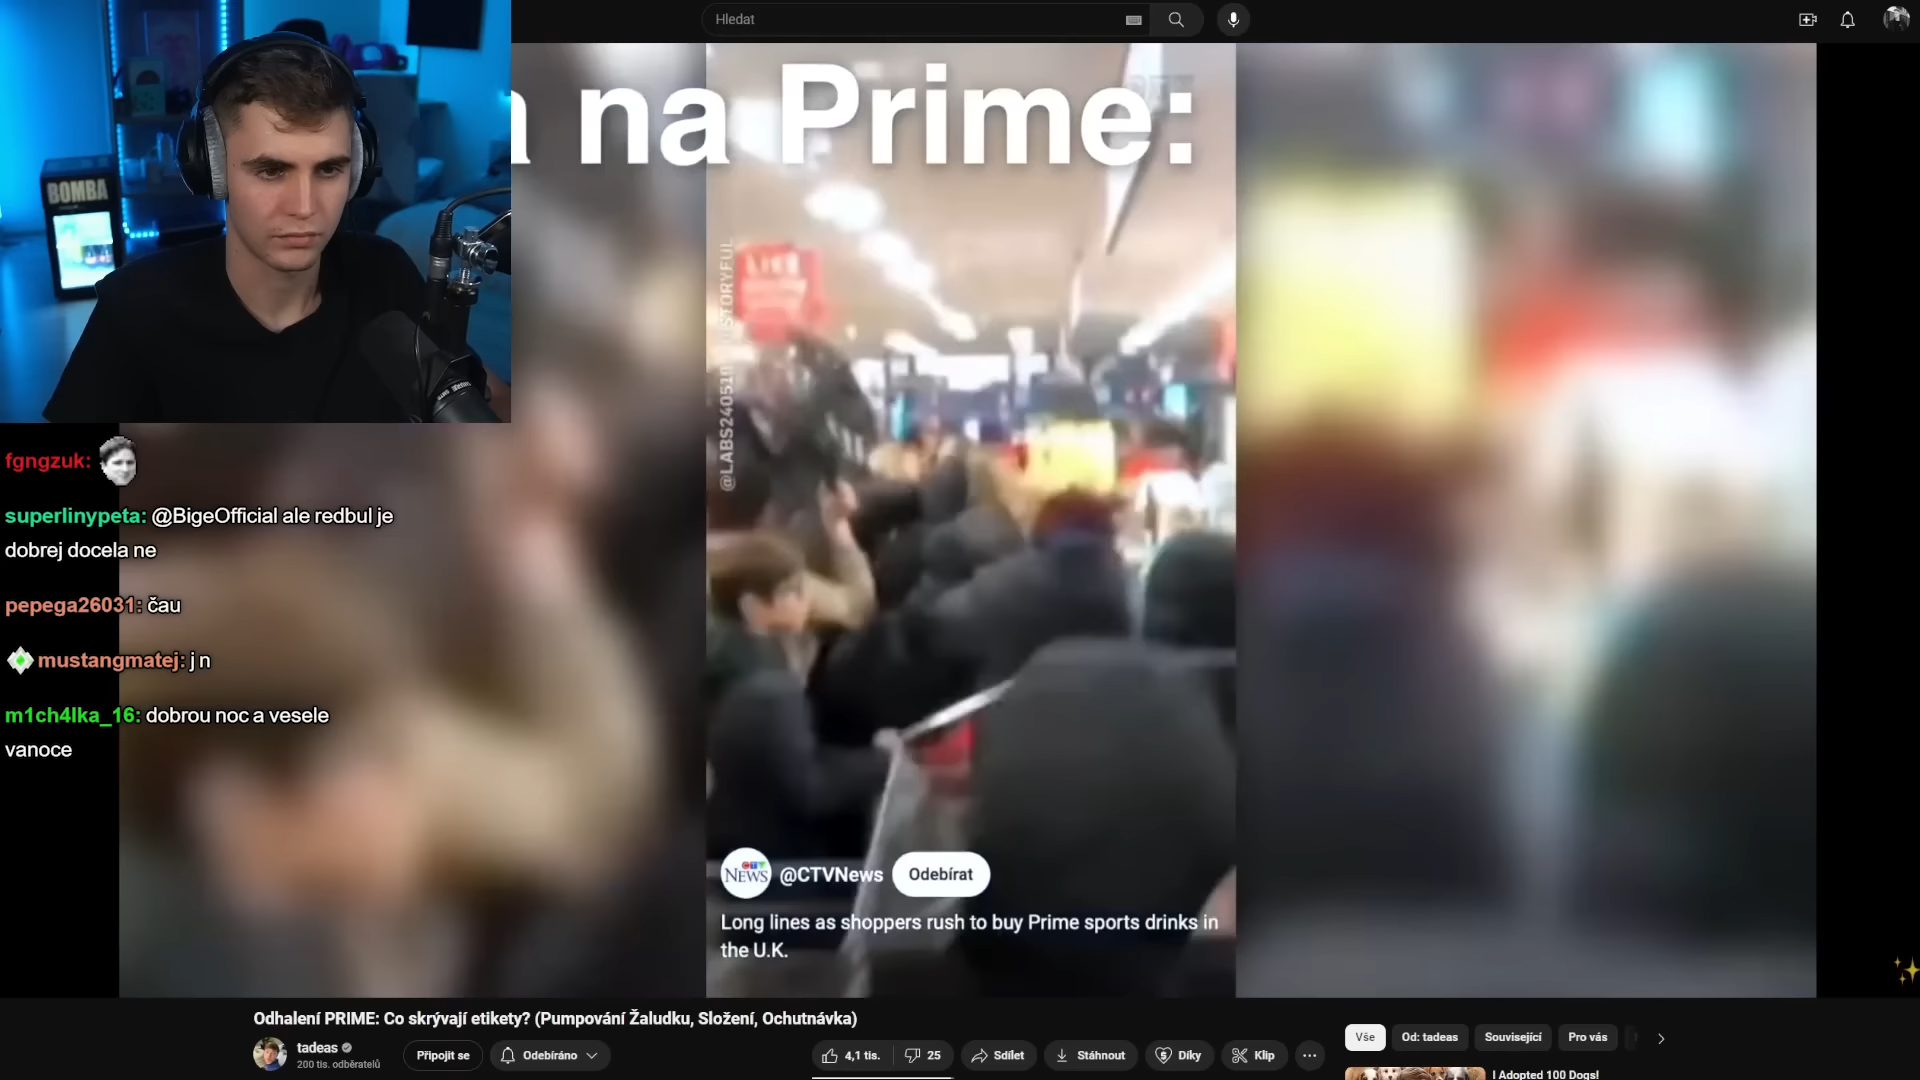 Hledat
na Prime:
BOMBA
LIKE
@LABS24051
STORYFUL
fgngzuk:
superlinypeta: @BigeOfficial ale redbul je
dobrej docela ne
pepega26031: čau
mustangmatej: j n
m1ch4lka_16: dobrou noc a vesele
vanoce
CTV
NEWS
@CTVNews
Odebírat
Long lines as shoppers rush to buy Prime sports drinks in
the U.K.
Odhalení PRIME: Co skrývají etikety? (Pumpování Žaludku, Složení, Ochutnávka)
tadeas
200 tis. odběratelů
Připojit se
Odebíráno
4,1 tis.
25
Sdílet
Stáhnout
Díky
Klip
Vše
Od: tadeas
Související
Pro vás
I Adopted 100 Dogs!